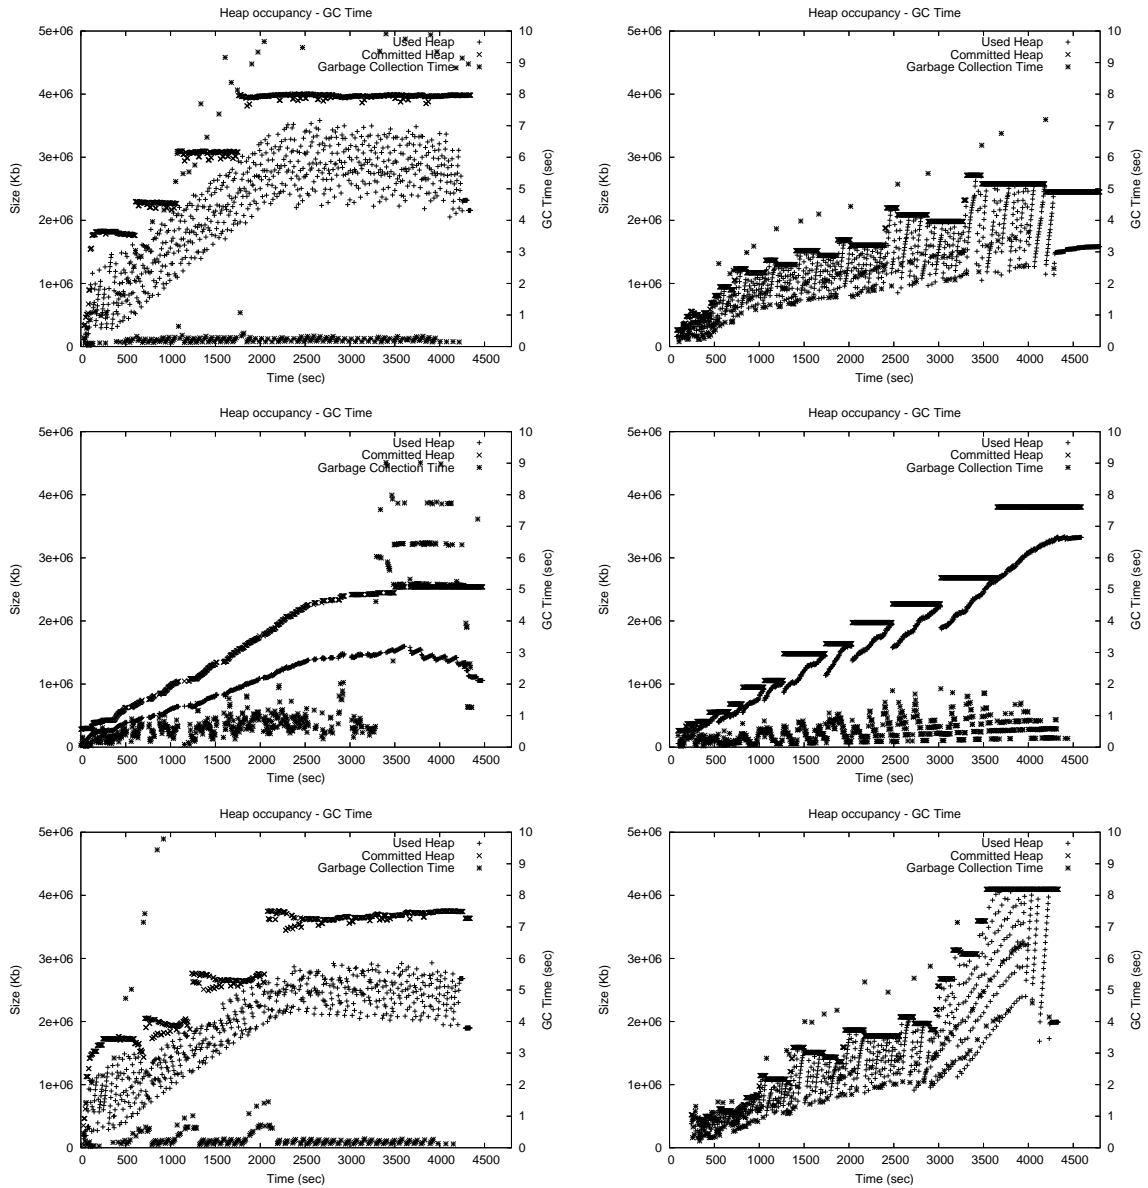 Heap occupancy - GC Time
5e+06 10
Used Heap +
Committed Heap ×
Garbage Collection Time ∗
9
4e+06 8
7
3e+06 6
Size (Kb)
5
GC Time (sec)
2e+06 4
3
1e+06 2
1
0 0
0 500 1000 1500 2000 2500 3000 3500 4000 4500
Time (sec)
Heap occupancy - GC Time
5e+06 10
Used Heap +
Committed Heap ×
Garbage Collection Time ∗
9
4e+06 8
7
3e+06 6
Size (Kb)
5
GC Time (sec)
2e+06 4
3
1e+06 2
1
0 0
0 500 1000 1500 2000 2500 3000 3500 4000 4500
Time (sec)
Heap occupancy - GC Time
5e+06 10
Used Heap +
Committed Heap ×
Garbage Collection Time ∗
9
4e+06 8
7
3e+06 6
Size (Kb)
5
GC Time (sec)
2e+06 4
3
1e+06 2
1
0 0
0 500 1000 1500 2000 2500 3000 3500 4000 4500
Time (sec)
Heap occupancy - GC Time
5e+06 10
Used Heap +
Committed Heap ×
Garbage Collection Time ∗
9
4e+06 8
7
3e+06 6
Size (Kb)
5
GC Time (sec)
2e+06 4
3
1e+06 2
1
0 0
0 500 1000 1500 2000 2500 3000 3500 4000 4500
Time (sec)
Heap occupancy - GC Time
5e+06 10
Used Heap +
Committed Heap ×
Garbage Collection Time ∗
9
4e+06 8
7
3e+06 6
Size (Kb)
5
GC Time (sec)
2e+06 4
3
1e+06 2
1
0 0
0 500 1000 1500 2000 2500 3000 3500 4000 4500
Time (sec)
Heap occupancy - GC Time
5e+06 10
Used Heap +
Committed Heap ×
Garbage Collection Time ∗
9
4e+06 8
7
3e+06 6
Size (Kb)
5
GC Time (sec)
2e+06 4
3
1e+06 2
1
0 0
0 500 1000 1500 2000 2500 3000 3500 4000 4500
Time (sec)